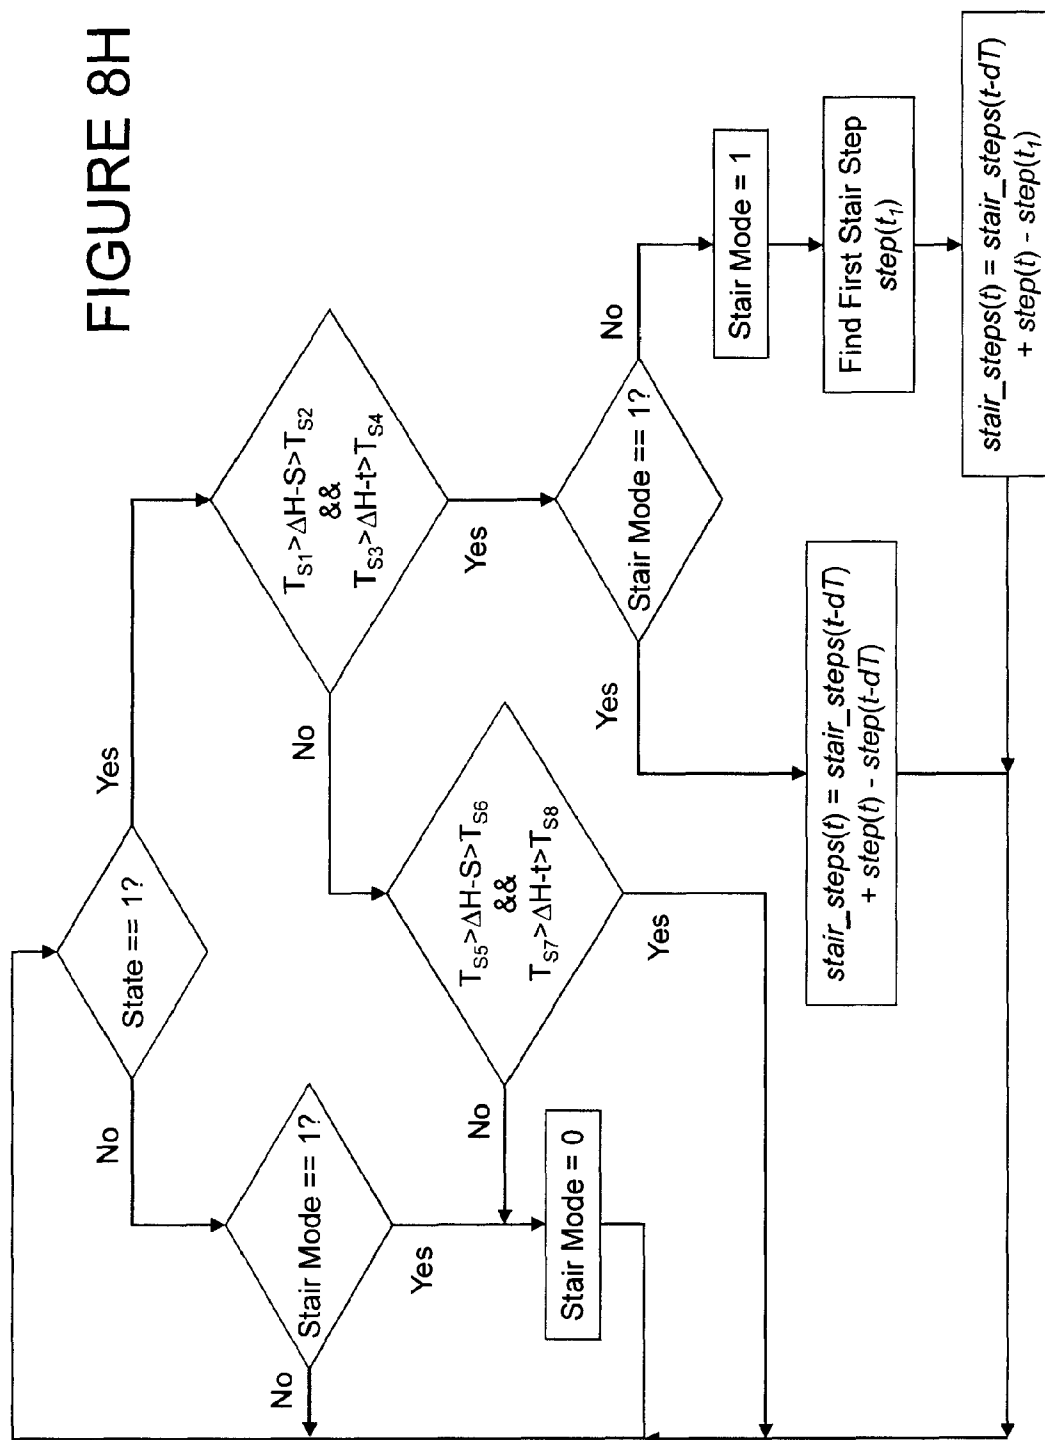 FIGURE 8H
State == 1?
No
Yes
Stair Mode == 1?
No
Yes
T_S1>ΔH-S>T_S2
&&
T_S3>ΔH-t>T_S4
No
Yes
T_S5>ΔH-S>T_S6
&&
T_S7>ΔH-t>T_S8
No
Yes
Stair Mode = 0
Stair Mode == 1?
Yes
No
Stair Mode = 1
Find First Stair Step
step(t_1)
stair_steps(t) = stair_steps(t-dT)
+ step(t) - step(t-dT)
stair_steps(t) = stair_steps(t-dT)
+ step(t) - step(t_1)